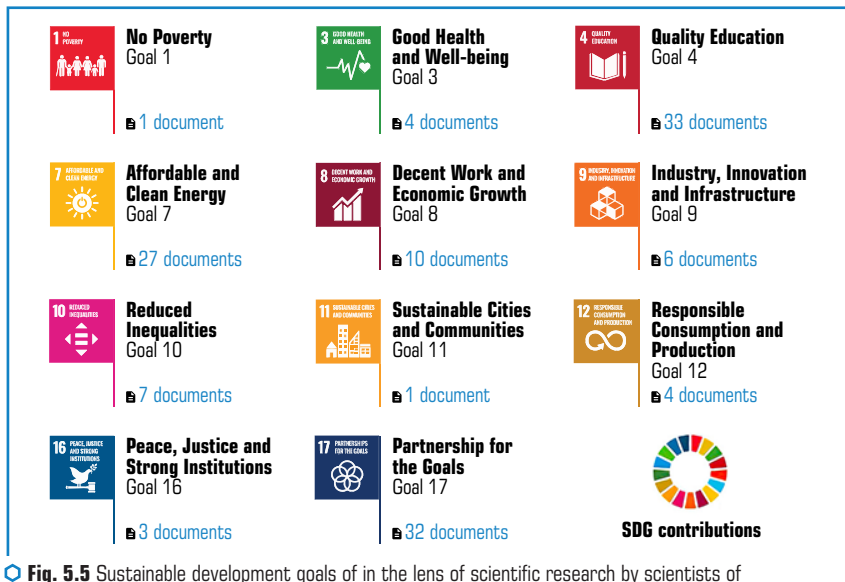 1 NO POVERTY
No Poverty
Goal 1
1 document
3 GOOD HEALTH AND WELL-BEING
Good Health
and Well-being
Goal 3
4 documents
4 QUALITY EDUCATION
Quality Education
Goal 4
33 documents
7 AFFORDABLE AND CLEAN ENERGY
Affordable and
Clean Energy
Goal 7
27 documents
8 DECENT WORK AND ECONOMIC GROWTH
Decent Work and
Economic Growth
Goal 8
10 documents
9 INDUSTRY, INNOVATION AND INFRASTRUCTURE
Industry, Innovation
and Infrastructure
Goal 9
6 documents
10 REDUCED INEQUALITIES
Reduced
Inequalities
Goal 10
7 documents
11 SUSTAINABLE CITIES AND COMMUNITIES
Sustainable Cities
and Communities
Goal 11
1 document
12 RESPONSIBLE CONSUMPTION AND PRODUCTION
Responsible
Consumption and
Production
Goal 12
4 documents
16 PEACE, JUSTICE AND STRONG INSTITUTIONS
Peace, Justice and
Strong Institutions
Goal 16
3 documents
17 PARTNERSHIPS FOR THE GOALS
Partnership for
the Goals
Goal 17
32 documents
SDG contributions
Fig. 5.5 Sustainable development goals of in the lens of scientific research by scientists of